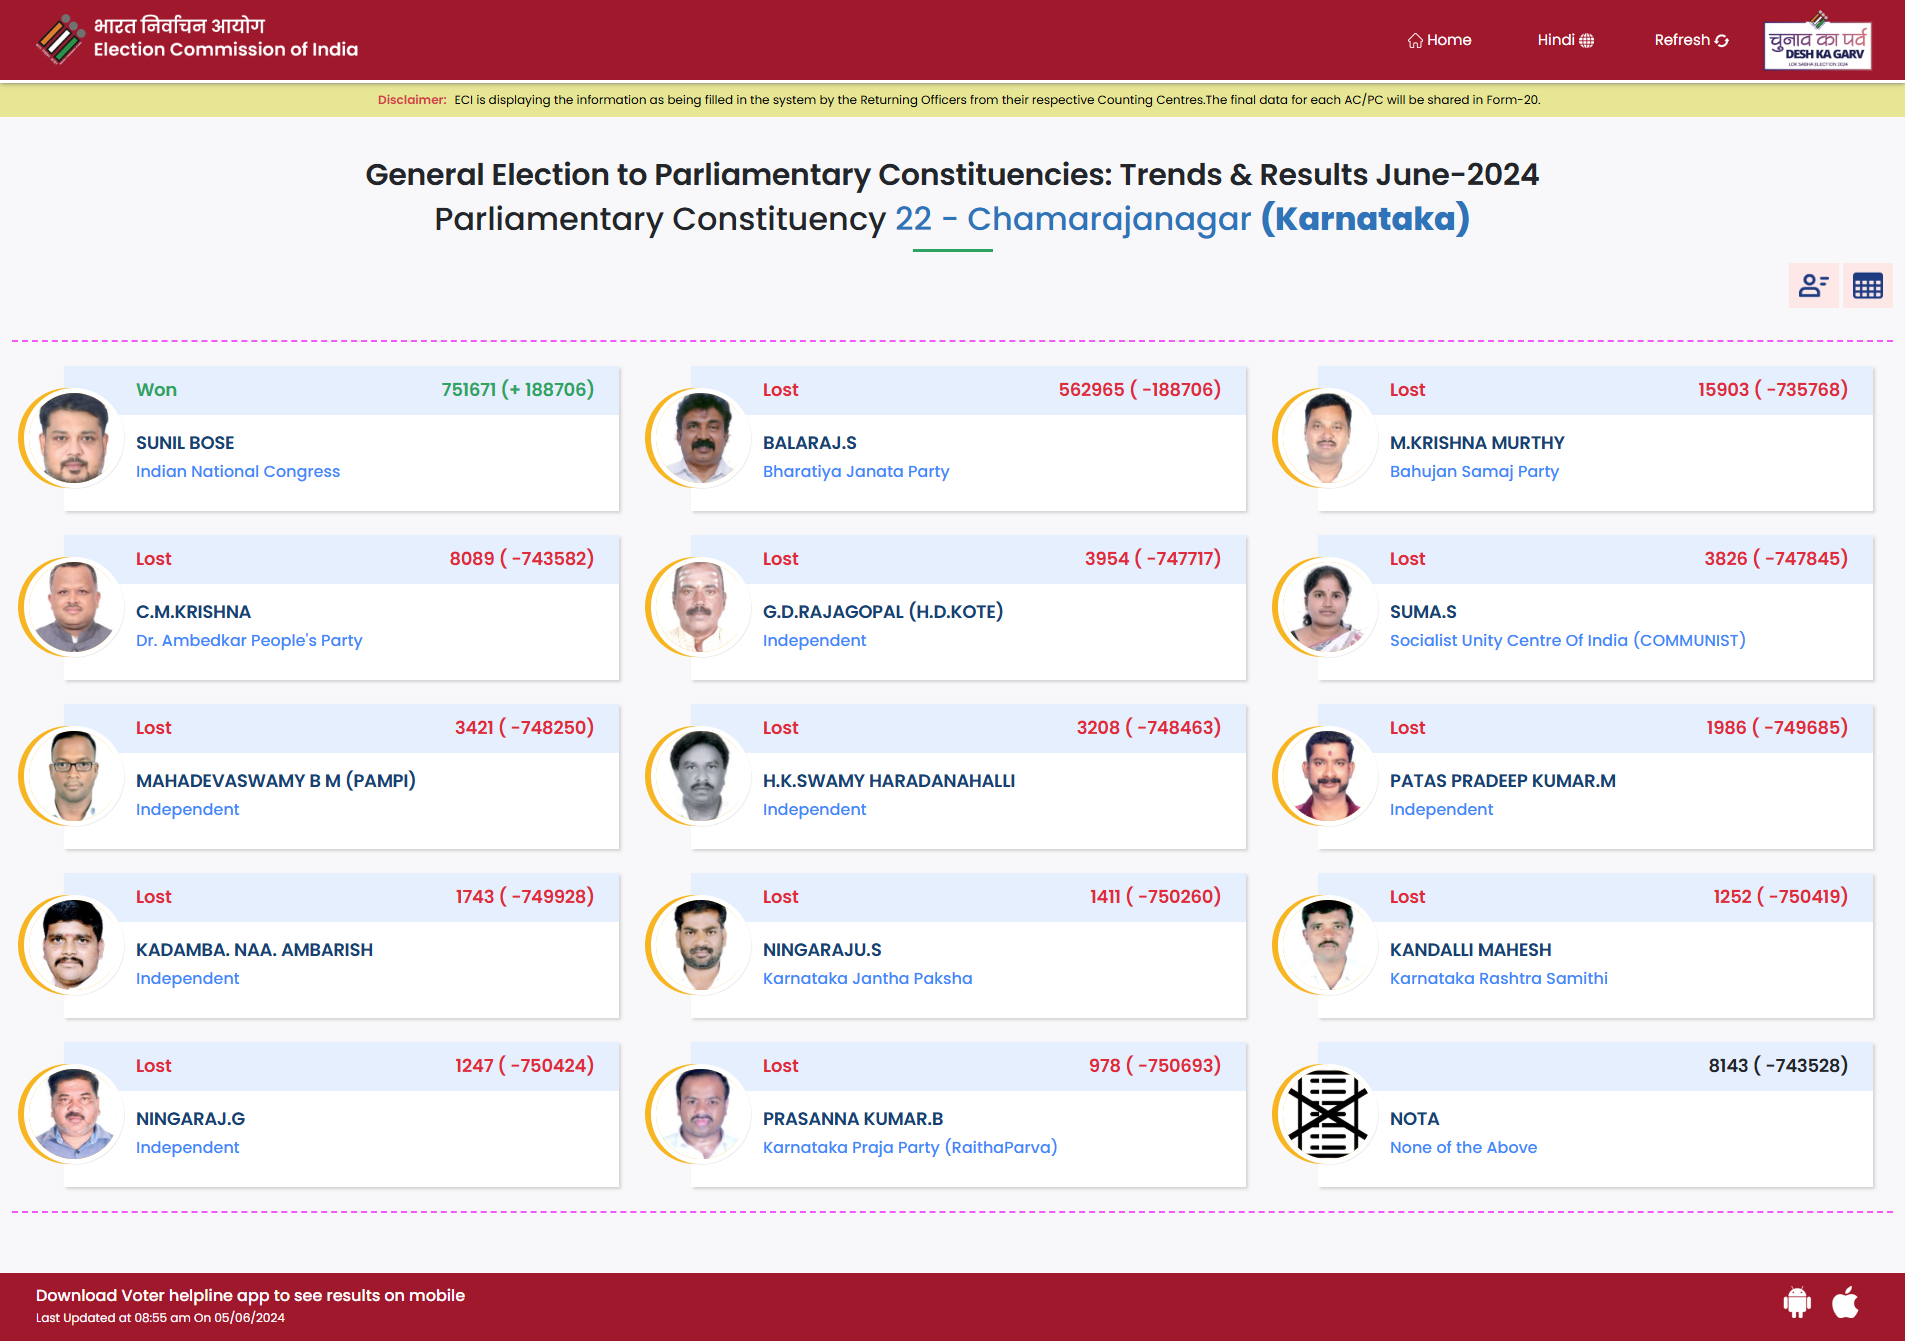 भारत निर्वाचन आयोग
Election Commission of India
Home
Hindi
Refresh
चुनाव का पर्व
DESH KA GARV
LOK SABHA ELECTION 2024
Disclaimer: ECI is displaying the information as being filled in the system by the Returning Officers from their respective Counting Centres.The final data for each AC/PC will be shared in Form-20.
General Election to Parliamentary Constituencies: Trends & Results June-2024
Parliamentary Constituency 22 - Chamarajanagar (Karnataka)
Won 751671 (+ 188706)
SUNIL BOSE
Indian National Congress
Lost 562965 ( -188706)
BALARAJ.S
Bharatiya Janata Party
Lost 15903 ( -735768)
M.KRISHNA MURTHY
Bahujan Samaj Party
Lost 8089 ( -743582)
C.M.KRISHNA
Dr. Ambedkar People's Party
Lost 3954 ( -747717)
G.D.RAJAGOPAL (H.D.KOTE)
Independent
Lost 3826 ( -747845)
SUMA.S
Socialist Unity Centre Of India (COMMUNIST)
Lost 3421 ( -748250)
MAHADEVASWAMY B M (PAMPI)
Independent
Lost 3208 ( -748463)
H.K.SWAMY HARADANAHALLI
Independent
Lost 1986 ( -749685)
PATAS PRADEEP KUMAR.M
Independent
Lost 1743 ( -749928)
KADAMBA. NAA. AMBARISH
Independent
Lost 1411 ( -750260)
NINGARAJU.S
Karnataka Jantha Paksha
Lost 1252 ( -750419)
KANDALLI MAHESH
Karnataka Rashtra Samithi
Lost 1247 ( -750424)
NINGARAJ.G
Independent
Lost 978 ( -750693)
PRASANNA KUMAR.B
Karnataka Praja Party (RaithaParva)
8143 ( -743528)
NOTA
None of the Above
Download Voter helpline app to see results on mobile
Last Updated at 08:55 am On 05/06/2024